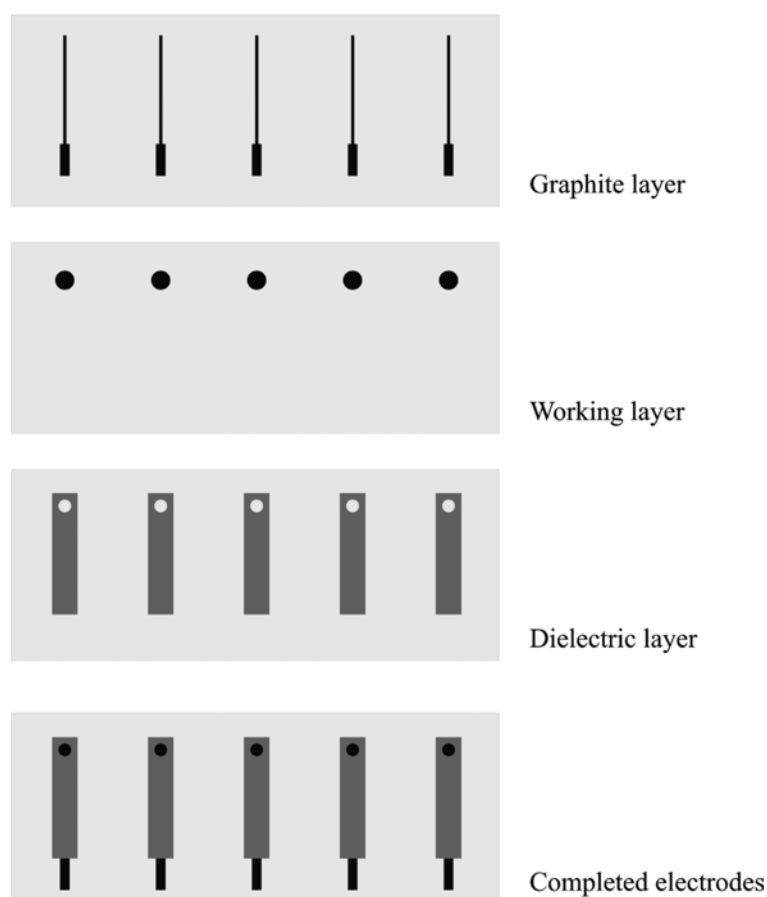 Graphite layer
Working layer
Dielectric layer
Completed electrodes